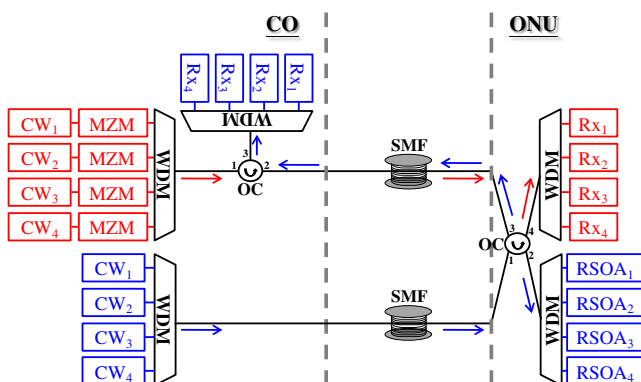 CO
ONU
Rx4
Rx3
Rx2
Rx1
WDM
CW1
MZM
CW2
MZM
CW3
MZM
CW4
MZM
WDM
3
1
2
OC
SMF
WDM
Rx1
Rx2
Rx3
Rx4
3
4
OC
1
2
CW1
CW2
CW3
CW4
WDM
SMF
WDM
RSOA1
RSOA2
RSOA3
RSOA4